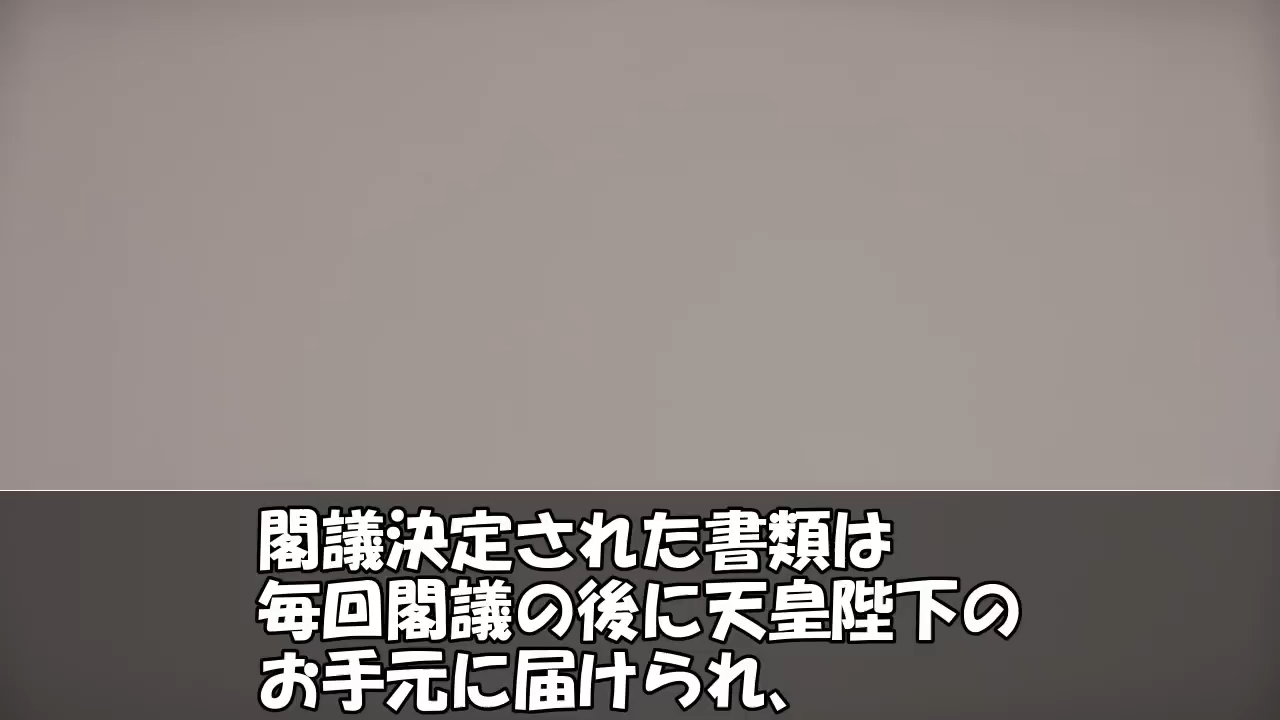 閣議決定された書類は
毎回閣議の後に天皇陛下の
お手元に届けられ、